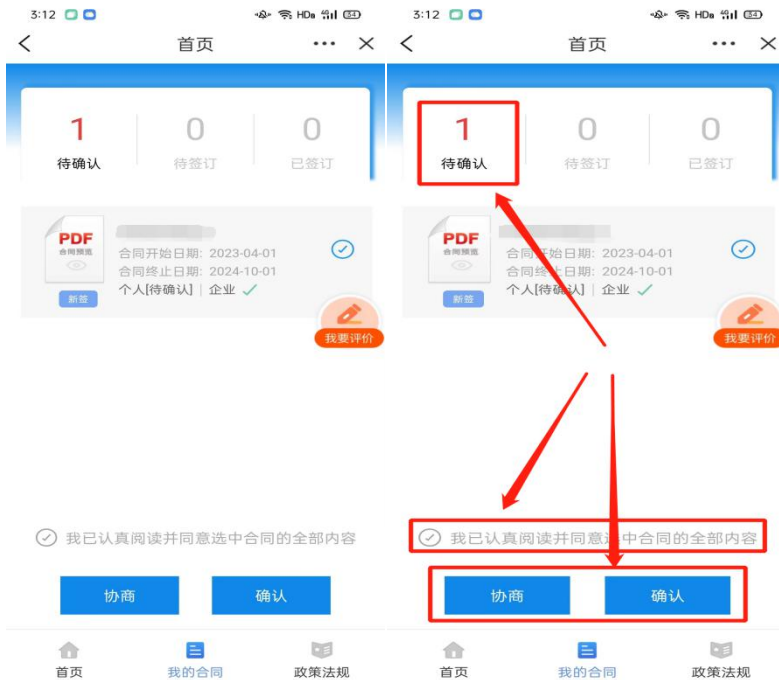 3:12
HDa 4G 34
首页
1
0
0
待确认
待签订
已签订
PDF
合同预览
新签
合同开始日期: 2023-04-01
合同终止日期: 2024-10-01
个人[待确认] | 企业
我要评价
我已认真阅读并同意选中合同的全部内容
协商
确认
首页
我的合同
政策法规
3:12
HDa 4G 34
首页
1
0
0
待确认
待签订
已签订
PDF
合同预览
新签
合同开始日期: 2023-04-01
合同终止日期: 2024-10-01
个人[待确认] | 企业
我要评价
我已认真阅读并同意选中合同的全部内容
协商
确认
首页
我的合同
政策法规